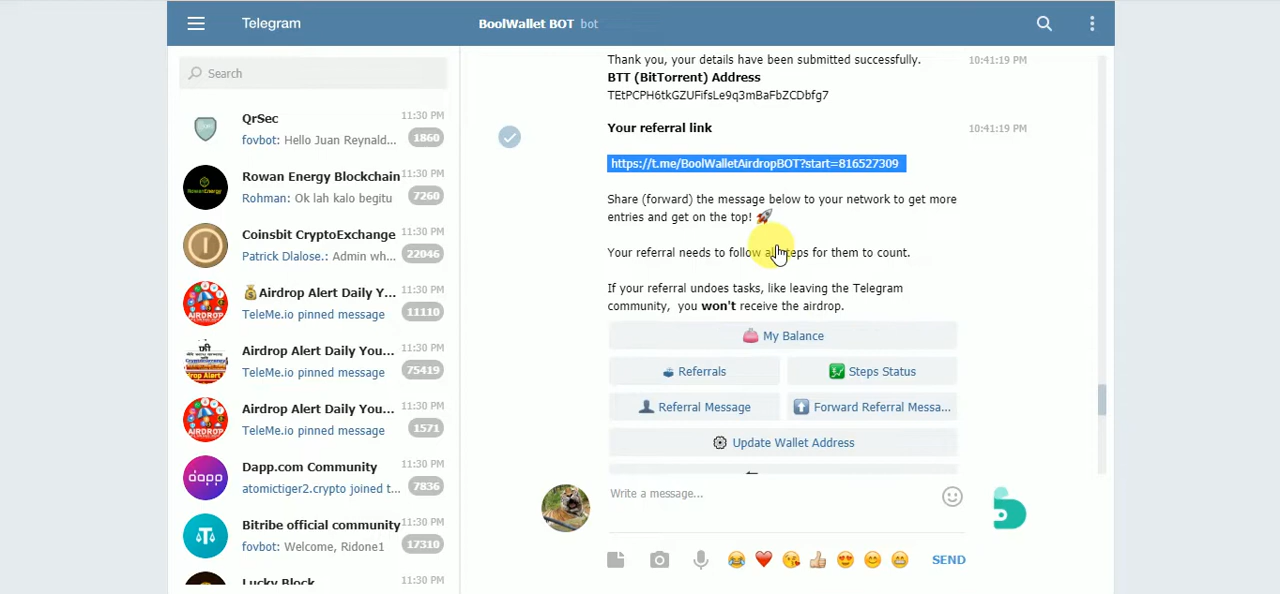 Telegram
BoolWallet BOT bot
Search
QrSec 11:30 PM
fovbot: Hello Juan Reynald... 1860
Rowan Energy Blockchain 11:30 PM
Rohman: Ok lah kalo begitu 7260
Coinsbit CryptoExchange 11:30 PM
Patrick Dlalose.: Admin wh... 22046
💰Airdrop Alert Daily Y... 11:30 PM
TeleMe.io pinned message 11110
Airdrop Alert Daily You... 11:30 PM
TeleMe.io pinned message 75419
Airdrop Alert Daily You... 11:30 PM
TeleMe.io pinned message 1571
Dapp.com Community 11:30 PM
atomictiger2.crypto joined t... 7836
Bitribe official community 11:30 PM
fovbot: Welcome, Ridone1 17310
Lucky Block 11:30 PM
Thank you, your details have been submitted successfully. 10:41:19 PM
BTT (BitTorrent) Address
TEtPCPH6tkGZUFifsLe9q3mBaFbZCDbfg7
Your referral link 10:41:19 PM
https://t.me/BoolWalletAirdropBOT?start=816527309
Share (forward) the message below to your network to get more
entries and get on the top! 🚀
Your referral needs to follow all steps for them to count.
If your referral undoes tasks, like leaving the Telegram
community, you won't receive the airdrop.
My Balance
Referrals
Steps Status
Referral Message
Forward Referral Messa...
Update Wallet Address
Write a message...
SEND